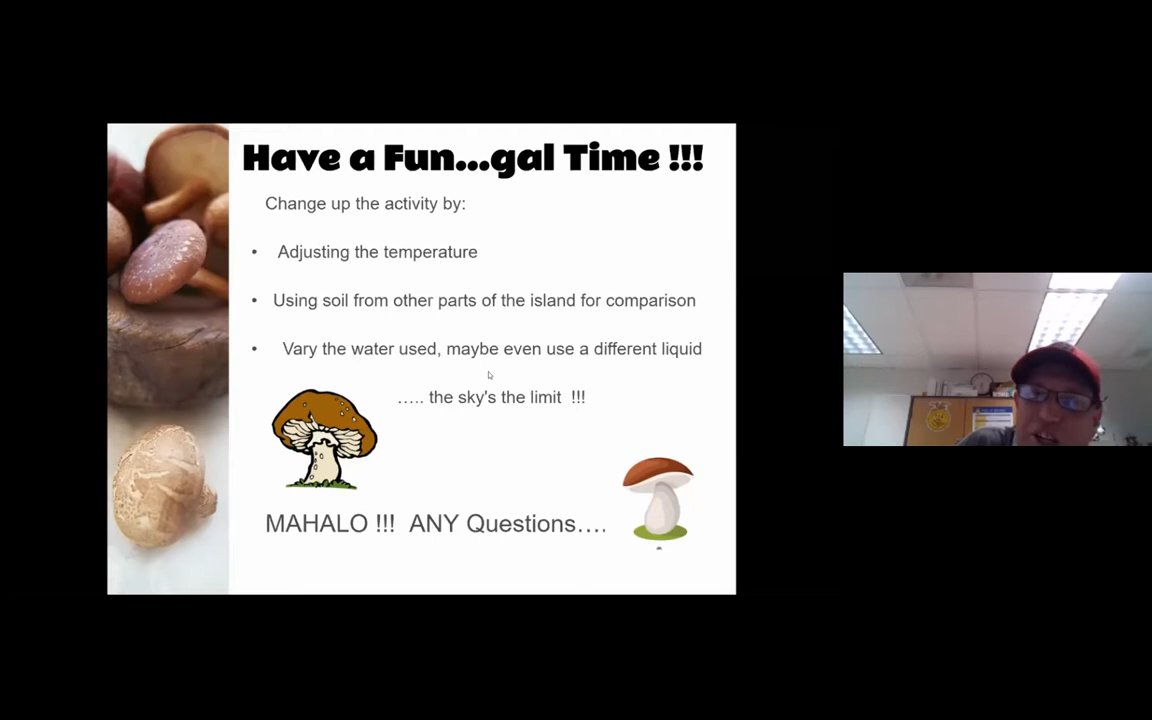 Have a Fun...gal Time !!!
Change up the activity by:
• Adjusting the temperature
• Using soil from other parts of the island for comparison
• Vary the water used, maybe even use a different liquid
….. the sky's the limit !!!
MAHALO !!! ANY Questions….